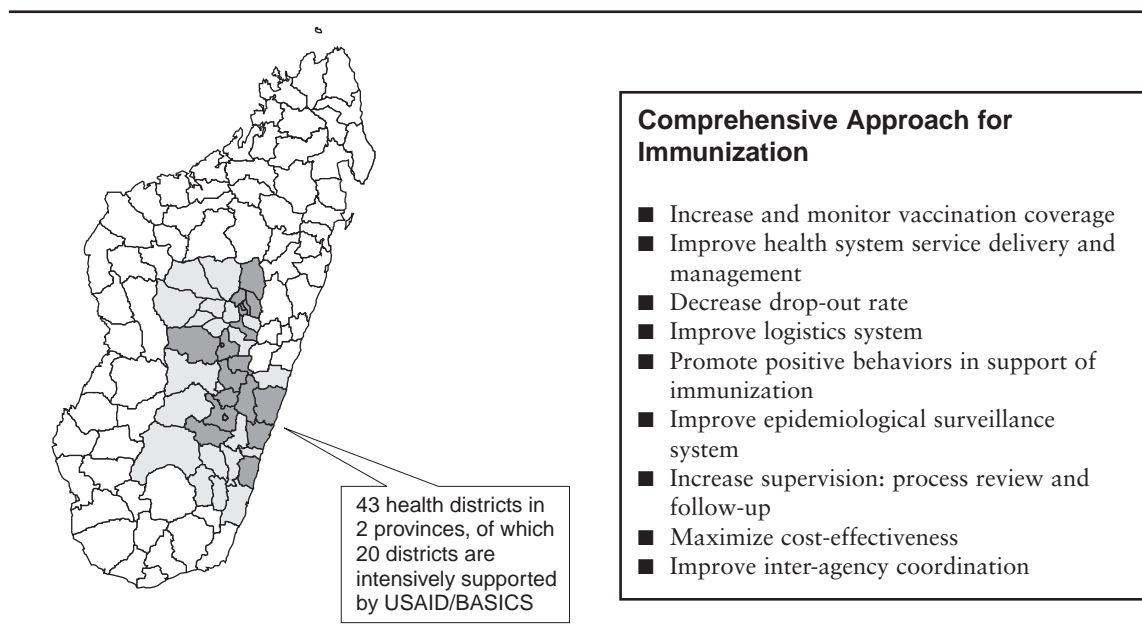 43 health districts in
2 provinces, of which
20 districts are
intensively supported
by USAID/BASICS
Comprehensive Approach for
Immunization
■ Increase and monitor vaccination coverage
■ Improve health system service delivery and
management
■ Decrease drop-out rate
■ Improve logistics system
■ Promote positive behaviors in support of
immunization
■ Improve epidemiological surveillance
system
■ Increase supervision: process review and
follow-up
■ Maximize cost-effectiveness
■ Improve inter-agency coordination